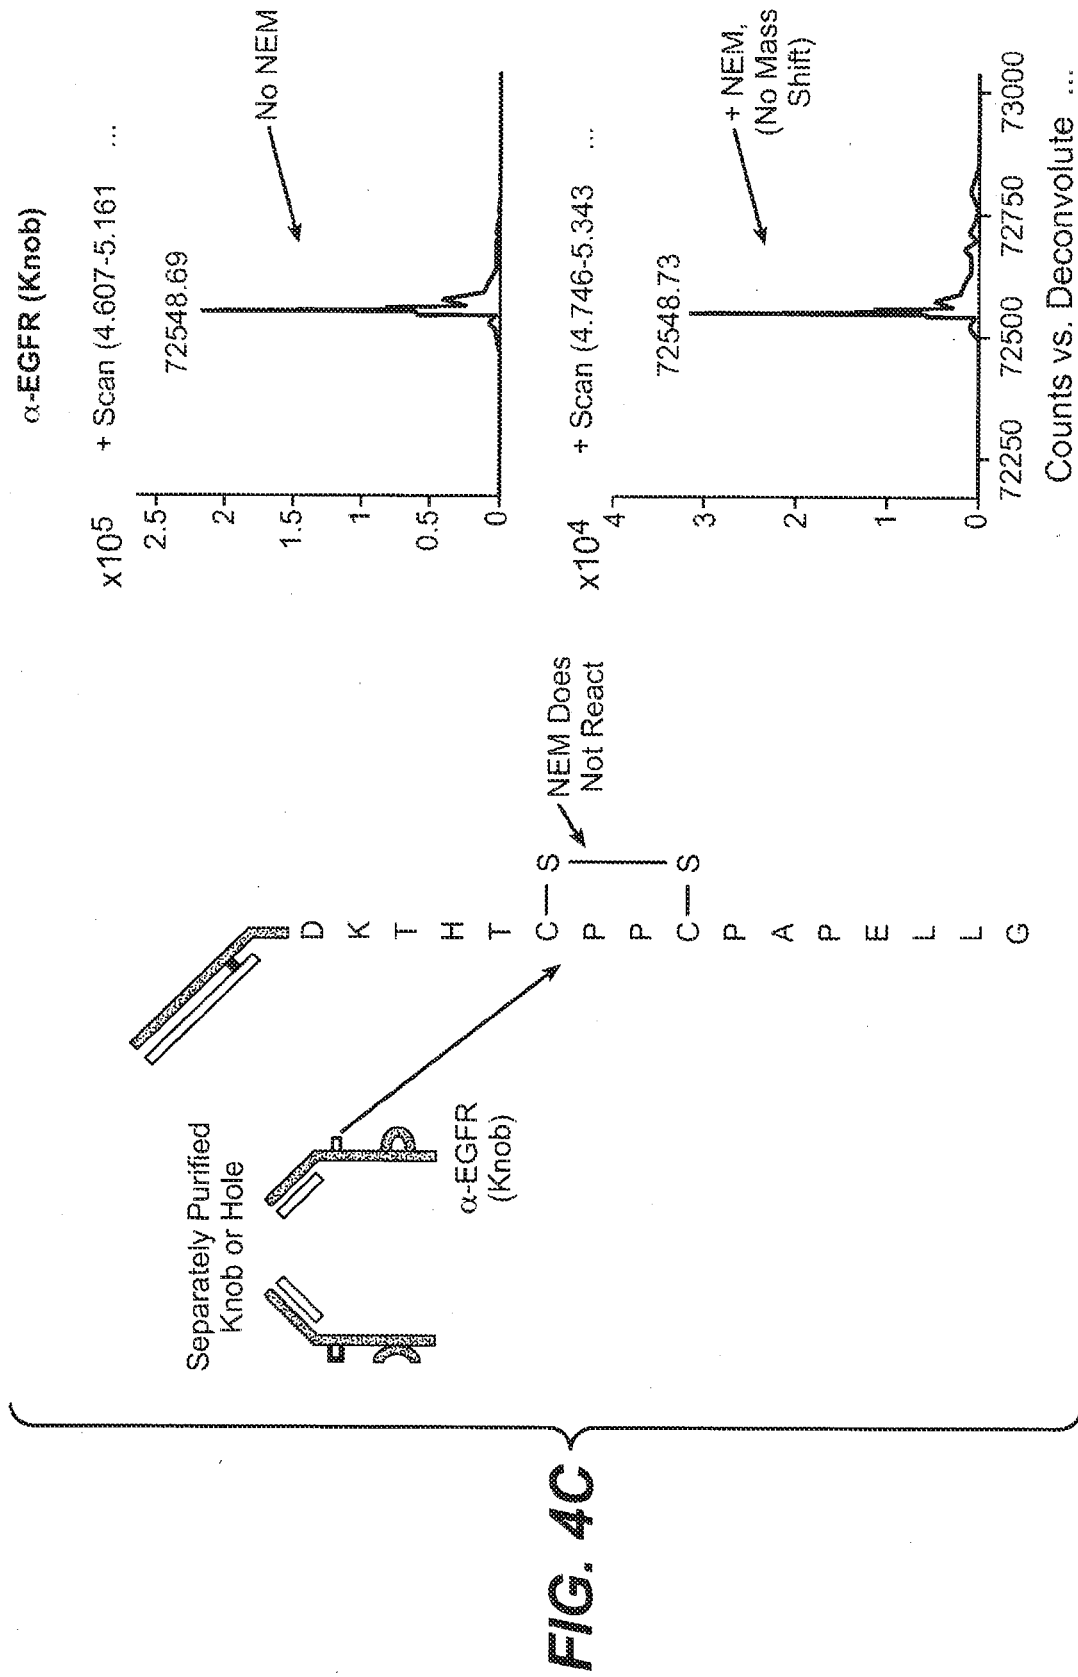 FIG. 4C
Separately Purified
Knob or Hole
α-EGFR
(Knob)
D
K
T
H
T
C—S
P
P
C—S
P
A
P
E
L
L
G
NEM Does
Not React
α-EGFR (Knob)
x10⁵
+ Scan (4.607-5.161 ...
2.5
2
1.5
1
0.5
0
72548.69
No NEM
x10⁴
+ Scan (4.746-5.343 ...
4
3
2
1
0
72548.73
+ NEM,
(No Mass
Shift)
72250 72500 72750 73000
Counts vs. Deconvolute ...